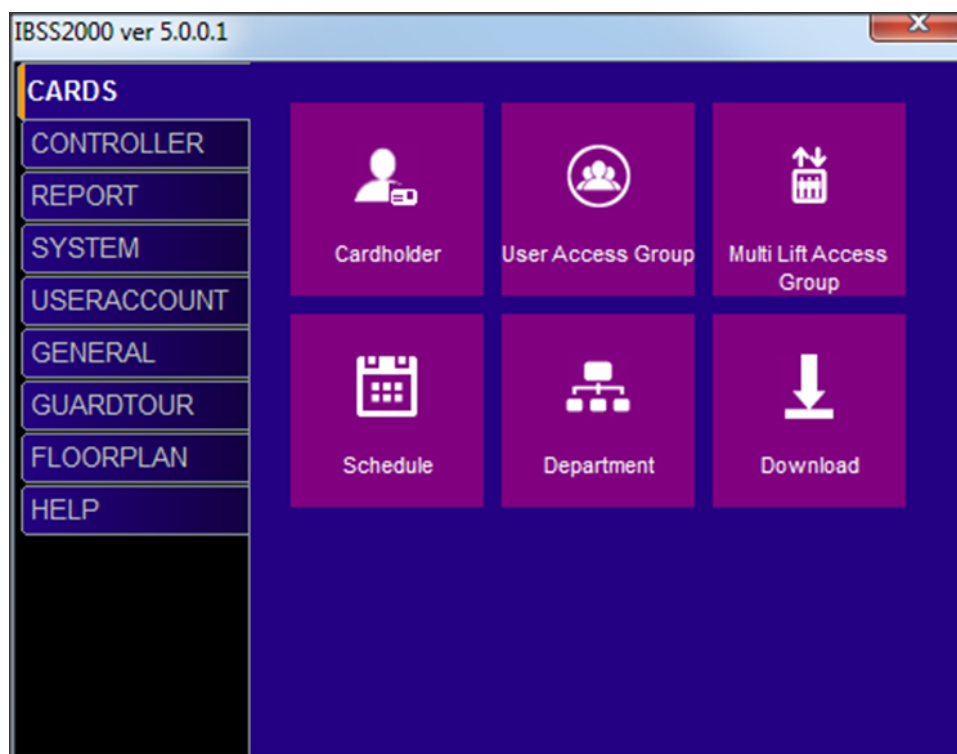 IBSS2000 ver 5.0.0.1
CARDS
CONTROLLER
REPORT
SYSTEM
USERACCOUNT
GENERAL
GUARDTOUR
FLOORPLAN
HELP
Cardholder
User Access Group
Multi Lift Access
Group
Schedule
Department
Download